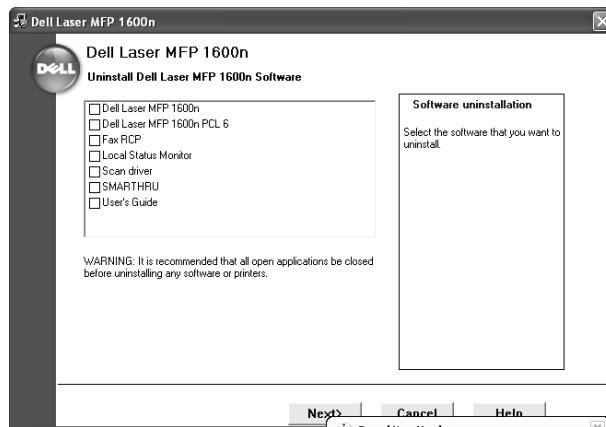 Dell Laser MFP 1600n
DELL
Dell Laser MFP 1600n
Uninstall Dell Laser MFP 1600n Software
Dell Laser MFP 1600n
Dell Laser MFP 1600n PCL 6
Fax RCP
Local Status Monitor
Scan driver
SMARTHRU
User's Guide
WARNING: It is recommended that all open applications be closed
before uninstalling any software or printers.
Software uninstallation
Select the software that you want to
uninstall.
Next>
Cancel
Help